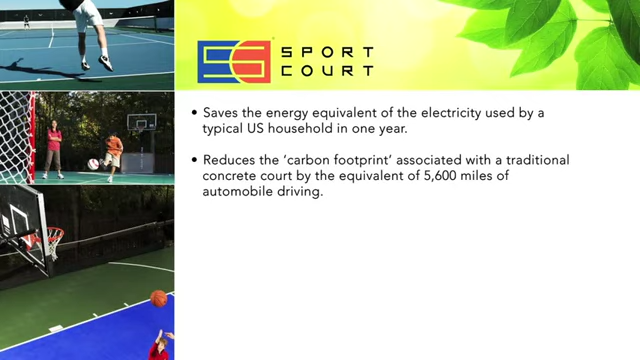 SPORT
COURT
• Saves the energy equivalent of the electricity used by a
typical US household in one year.
• Reduces the ‘carbon footprint’ associated with a traditional
concrete court by the equivalent of 5,600 miles of
automobile driving.